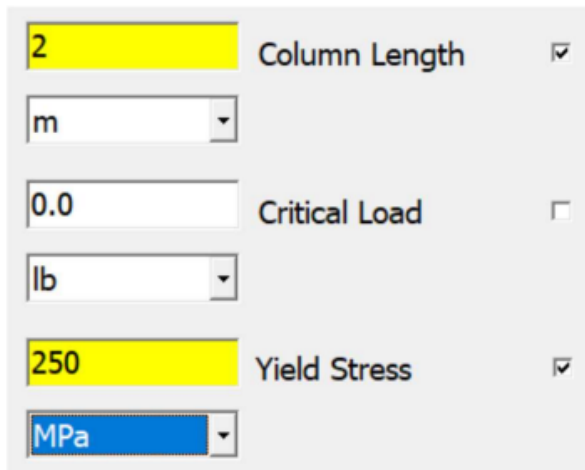 2 Column Length
m
0.0 Critical Load
lb
250 Yield Stress
MPa